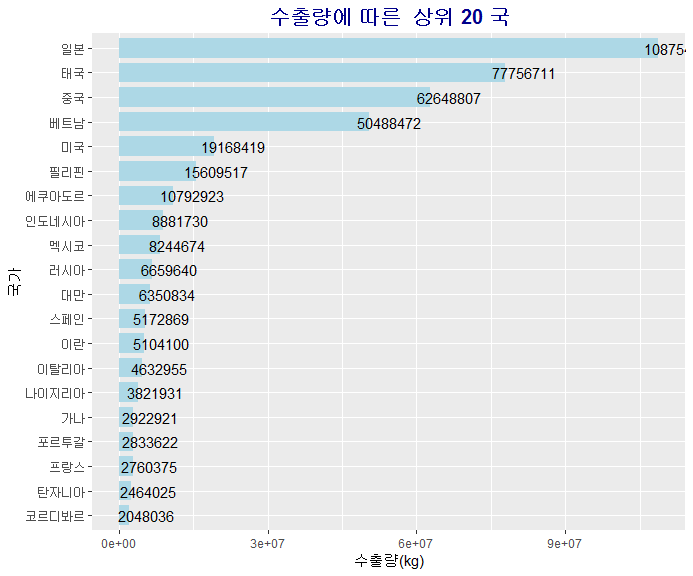 수출량에 따른 상위 20 국
국가
일본 108754
태국 77756711
중국 62648807
베트남 50488472
미국 19168419
필리핀 15609517
에쿠아도르 10792923
인도네시아 8881730
멕시코 8244674
러시아 6659640
대만 6350834
스페인 5172869
이란 5104100
이탈리아 4632955
나이지리아 3821931
가나 2922921
포르투갈 2833622
프랑스 2760375
탄자니아 2464025
코르디봐르 2048036
0e+00 3e+07 6e+07 9e+07
수출량(kg)